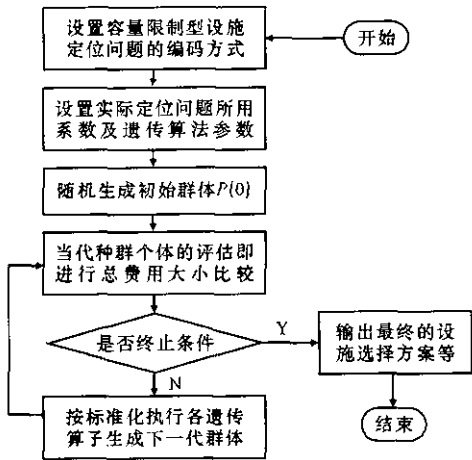 设置容量限制型设施
定位问题的编码方式
开始
设置实际定位问题所用
系数及遗传算法参数
随机生成初始群体P(0)
当代种群个体的评估即
进行总费用大小比较
是否终止条件
Y
输出最终的设
施选择方案等
N
按标准化执行各遗传
算子生成下一代群体
结束